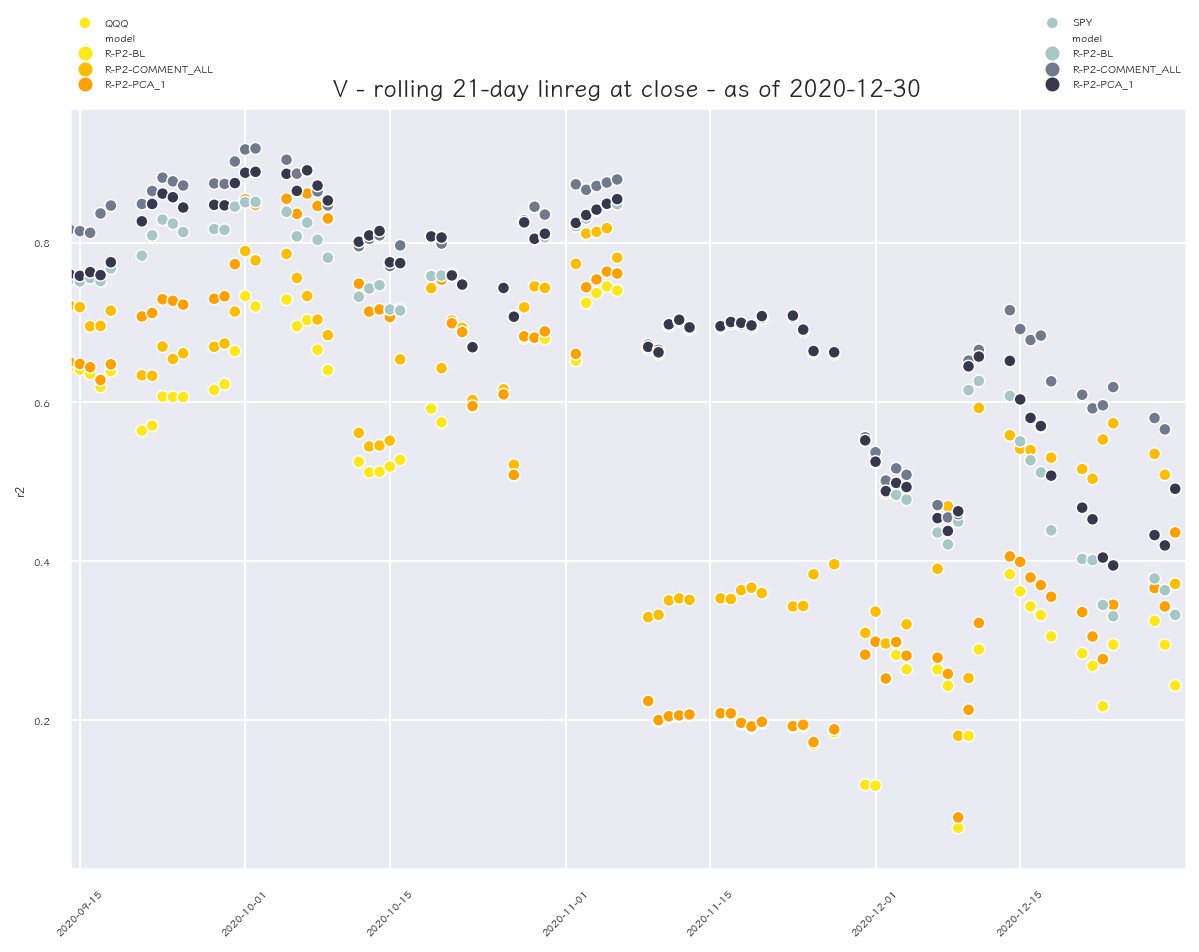 QQQ
model
R-P2-BL
R-P2-COMMENT_ALL
R-P2-PCA_1
SPY
model
R-P2-BL
R-P2-COMMENT_ALL
R-P2-PCA_1
V - rolling 21-day linreg at close - as of 2020-12-30
0.8
0.6
0.4
0.2
r2
2020-09-15
2020-10-01
2020-10-15
2020-11-01
2020-11-15
2020-12-01
2020-12-15